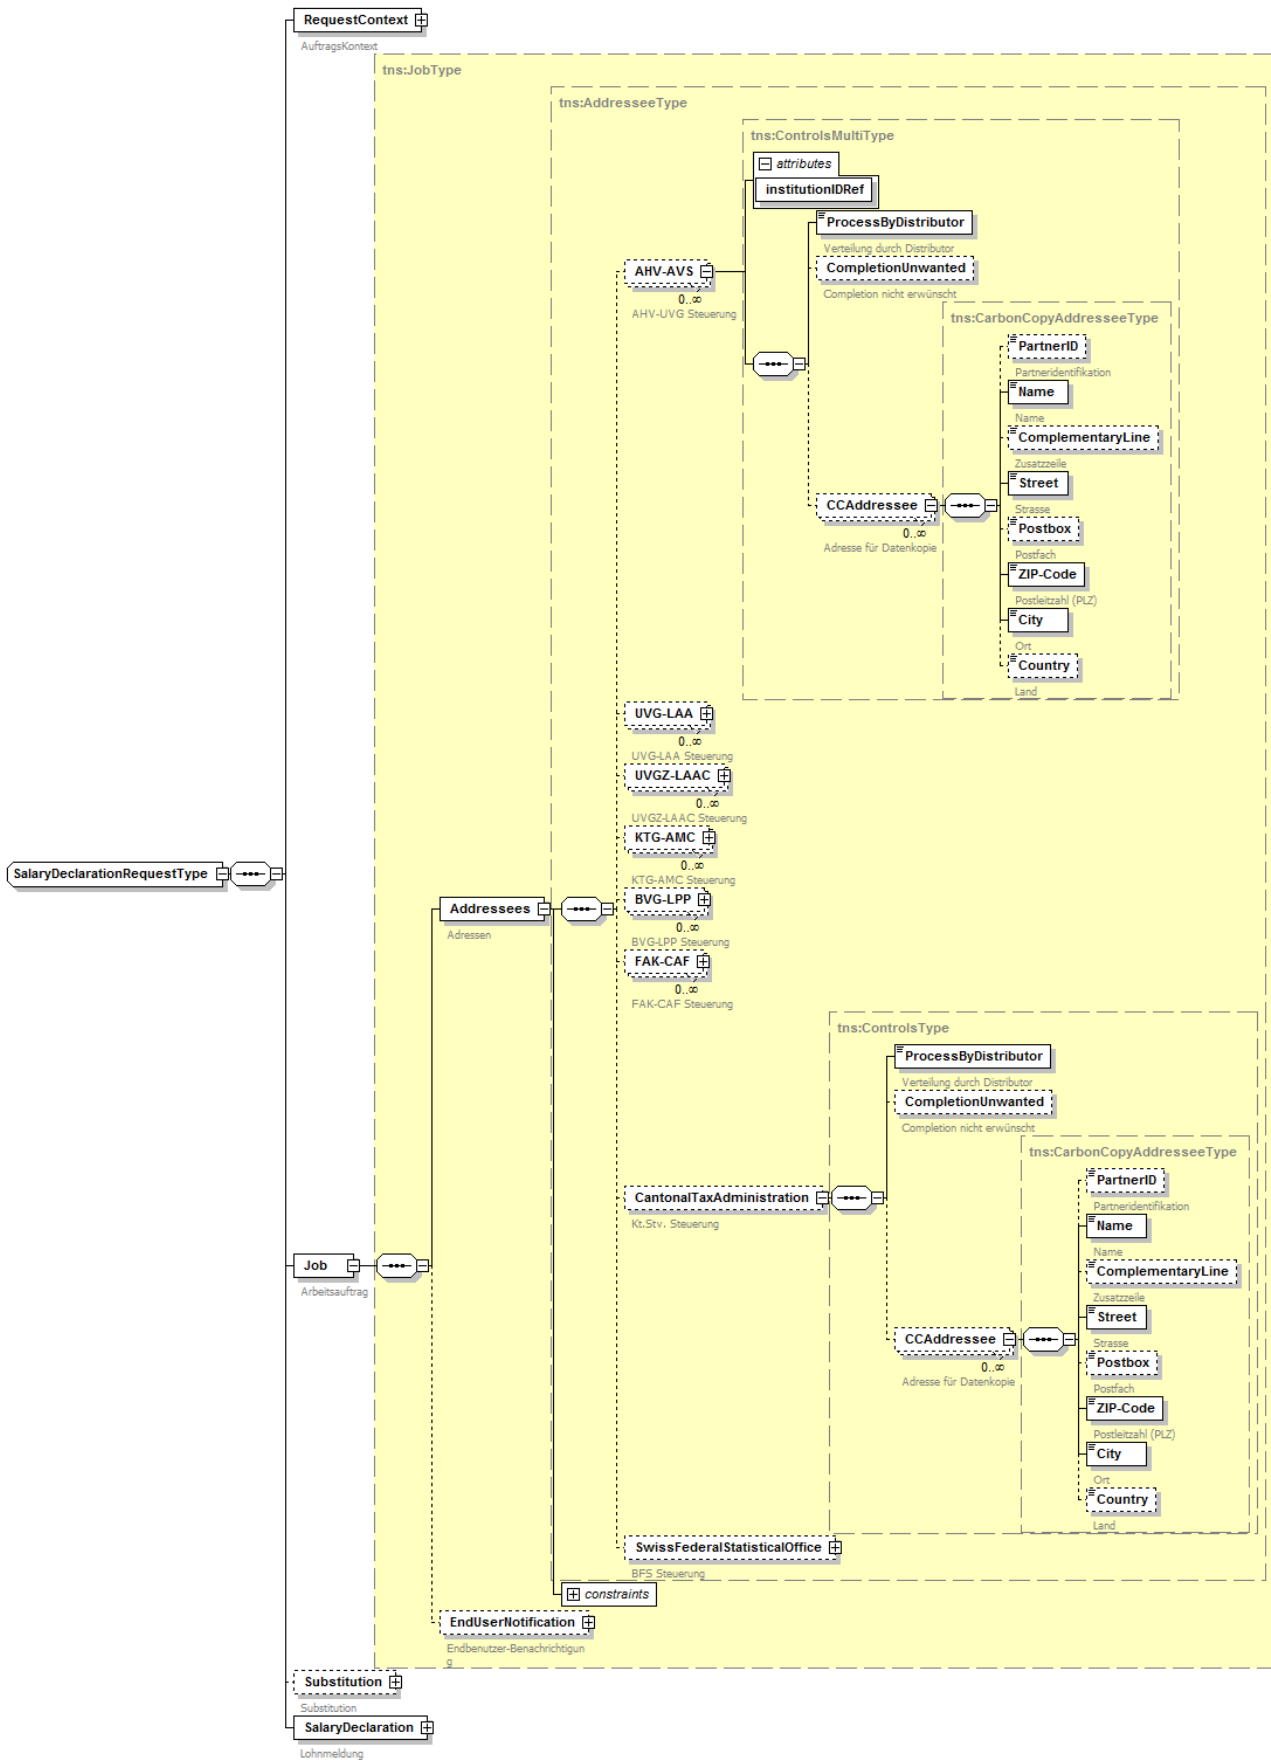 RequestContext
AuftragsKontext
tns:JobType
tns:AddresseeType
tns:ControlsMultiType
attributes
institutionIDRef
ProcessByDistributor
Verteilung durch Distributor
AHV-AVS
0..∞
AHV-UVG Steuerung
CompletionUnwanted
Completion nicht erwünscht
tns:CarbonCopyAddresseeType
PartnerID
Partneridentifikation
Name
Name
ComplementaryLine
Zusatzzeile
Street
Strasse
CCAddressee
0..∞
Adresse für Datenkopie
Postbox
Postfach
ZIP-Code
Postleitzahl (PLZ)
City
Ort
Country
Land
UVG-LAA
0..∞
UVG-LAA Steuerung
UVGZ-LAAC
0..∞
UVGZ-LAAC Steuerung
KTG-AMC
0..∞
KTG-AMC Steuerung
SalaryDeclarationRequestType
Addressees
Adressen
BVG-LPP
0..∞
BVG-LPP Steuerung
FAK-CAF
0..∞
FAK-CAF Steuerung
tns:ControlsType
ProcessByDistributor
Verteilung durch Distributor
CompletionUnwanted
Completion nicht erwünscht
tns:CarbonCopyAddresseeType
CantonalTaxAdministration
Kt.Stv. Steuerung
PartnerID
Partneridentifikation
Name
Name
Job
Arbeitsauftrag
ComplementaryLine
Zusatzzeile
Street
Strasse
CCAddressee
0..∞
Adresse für Datenkopie
Postbox
Postfach
ZIP-Code
Postleitzahl (PLZ)
City
Ort
Country
Land
SwissFederalStatisticalOffice
BFS Steuerung
constraints
EndUserNotification
Endbenutzer-Benachrichtigun
g
Substitution
Substitution
SalaryDeclaration
Lohnmeldung